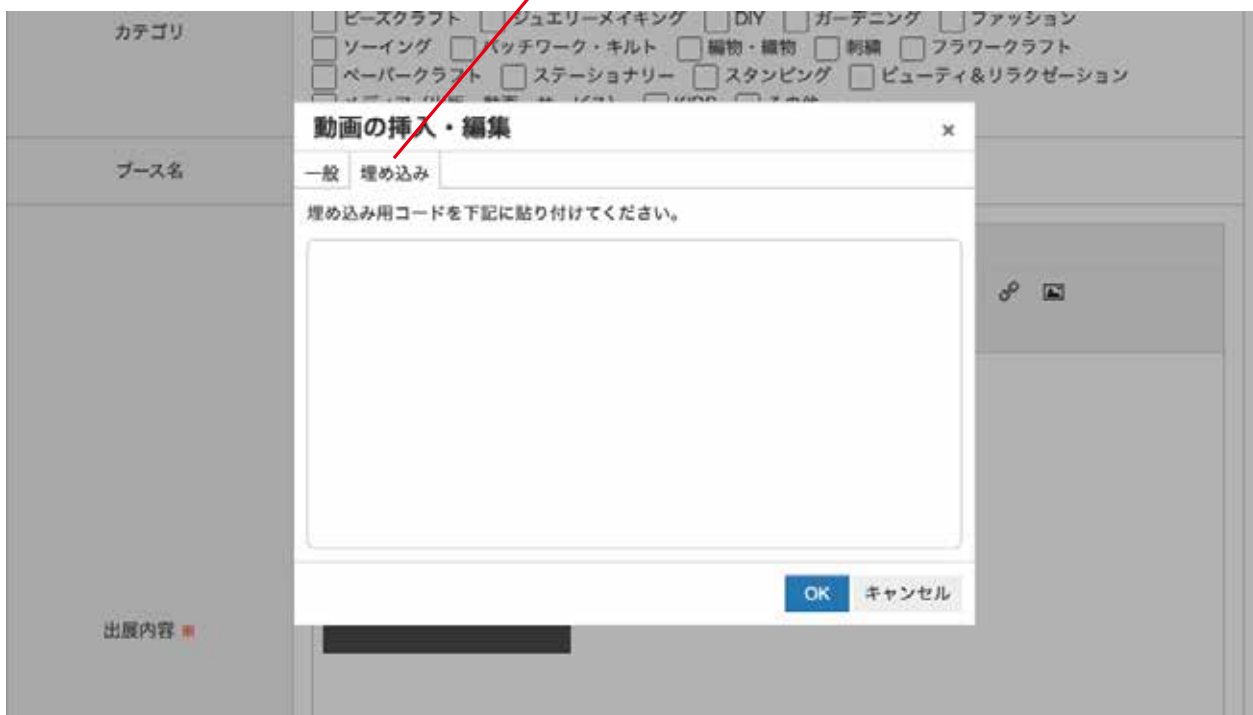 カテゴリ
ビーズクラフト ジュエリーメイキング DIY ガーデニング ファッション
ソーイング パッチワーク・キルト 編物・織物 刺繍 フラワークラフト
ペーパークラフト ステーショナリー スタンピング ビューティ&リラクゼーション
動画の挿入・編集 ×
ブース名
一般 埋め込み
埋め込み用コードを下記に貼り付けてください。
OK キャンセル
出展内容 ※